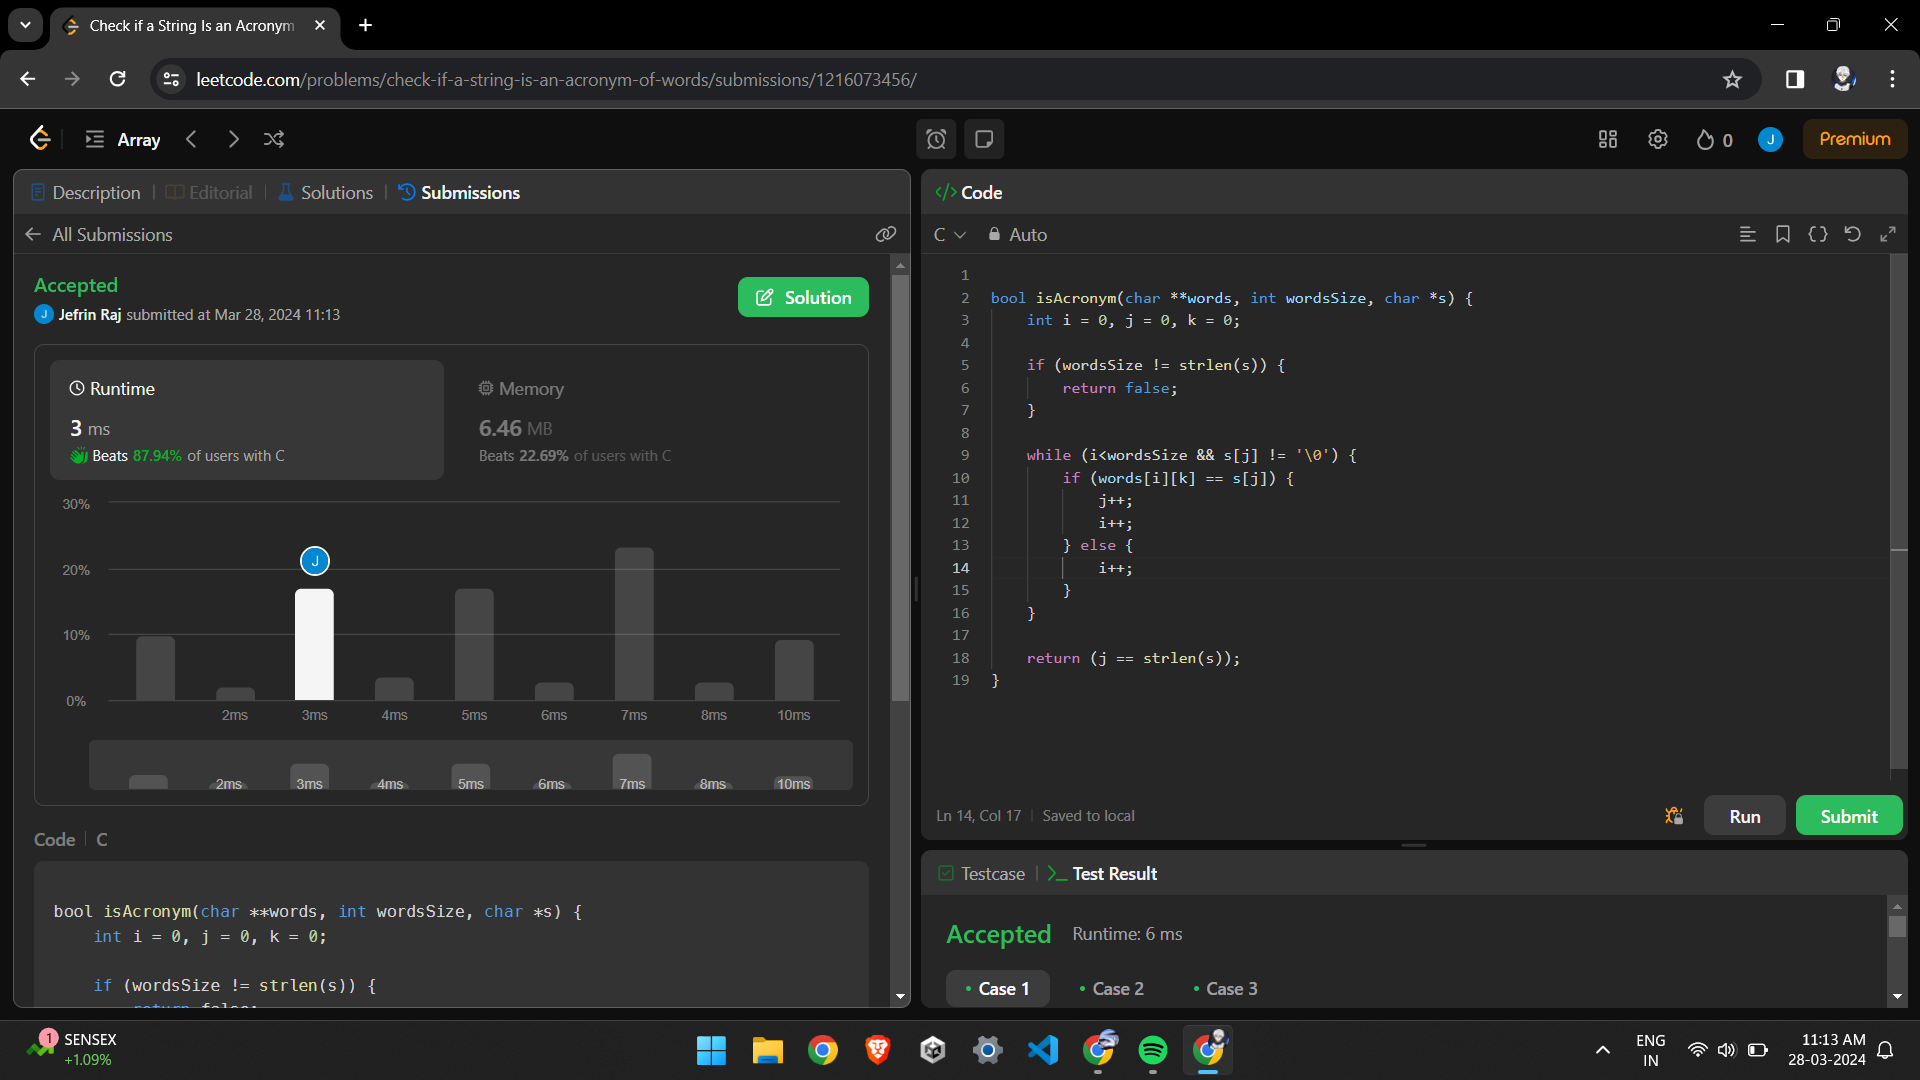 Check if a String Is an Acronym
leetcode.com/problems/check-if-a-string-is-an-acronym-of-words/submissions/1216073456/
Array
0
J
Premium
Description
Editorial
Solutions
Submissions
All Submissions
Accepted
Solution
J
Jefrin Raj submitted at Mar 28, 2024 11:13
Runtime
3 ms
Beats 87.94% of users with C
Memory
6.46 MB
Beats 22.69% of users with C
30%
20%
10%
0%
J
2ms
3ms
4ms
5ms
6ms
7ms
8ms
10ms
2ms
3ms
4ms
5ms
6ms
7ms
8ms
10ms
Code
C
bool isAcronym(char **words, int wordsSize, char *s) {
int i = 0, j = 0, k = 0;
if (wordsSize != strlen(s)) {
return false;
</> Code
C
Auto
1
2 bool isAcronym(char **words, int wordsSize, char *s) {
3 int i = 0, j = 0, k = 0;
4
5 if (wordsSize != strlen(s)) {
6 return false;
7 }
8
9 while (i<wordsSize && s[j] != '\0') {
10 if (words[i][k] == s[j]) {
11 j++;
12 i++;
13 } else {
14 i++;
15 }
16 }
17
18 return (j == strlen(s));
19 }
Ln 14, Col 17
Saved to local
Run
Submit
Testcase
Test Result
Accepted
Runtime: 6 ms
Case 1
Case 2
Case 3
1
SENSEX
+1.09%
ENG
IN
11:13 AM
28-03-2024